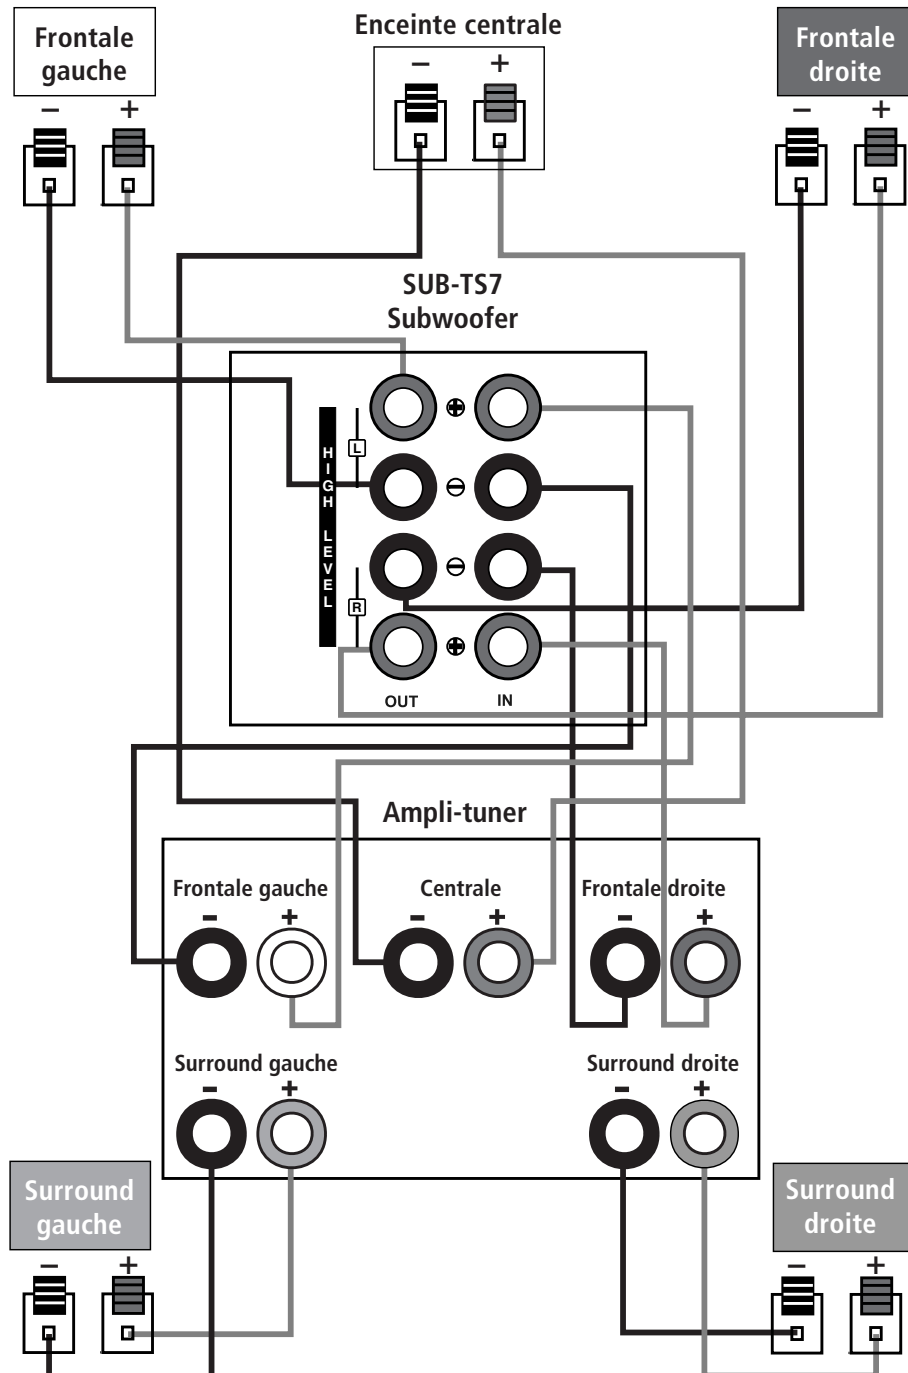 Frontale
gauche
− +
Enceinte centrale
− +
Frontale
droite
− +
SUB-TS7
Subwoofer
HIGH LEVEL
L
R
+
−
−
+
OUT IN
Ampli-tuner
Frontale gauche
- +
Centrale
- +
Frontale droite
- +
Surround gauche
- +
Surround droite
- +
Surround
gauche
− +
Surround
droite
− +